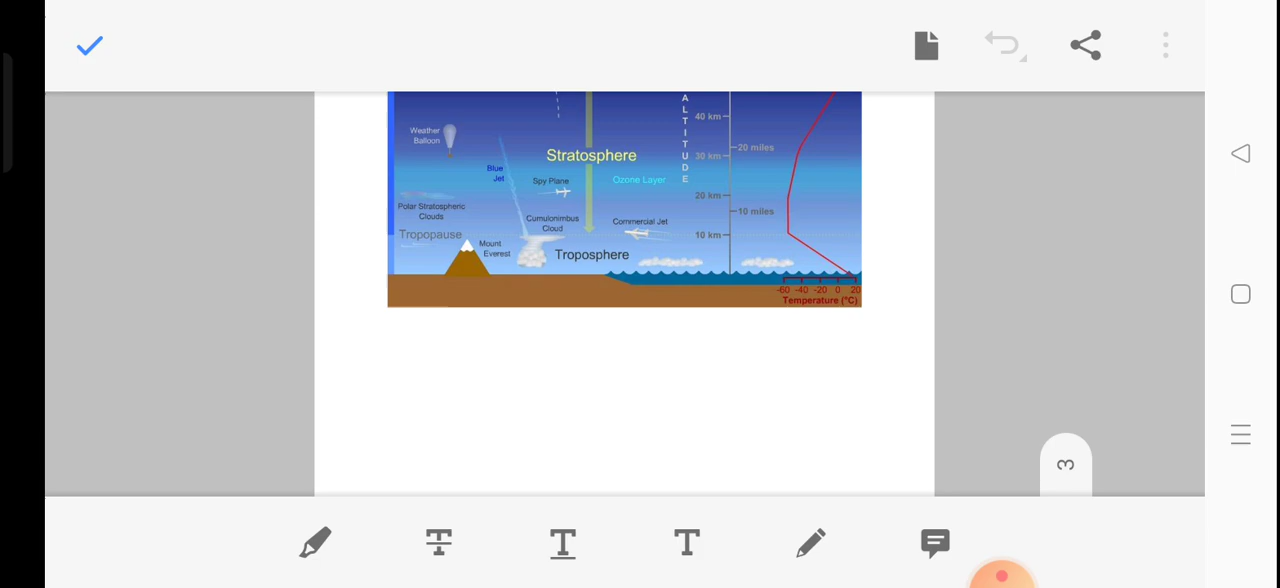 A
L
T
I
T
U
D
E
40 km
Weather
Balloon
20 miles
Stratosphere
30 km
Blue
Jet
Spy Plane
Ozone Layer
20 km
Polar Stratospheric
Clouds
10 miles
Cumulonimbus
Cloud
Commercial Jet
Tropopause
10 km
Mount
Everest
Troposphere
-60 -40 -20 0 20
Temperature (°C)
3
T T T